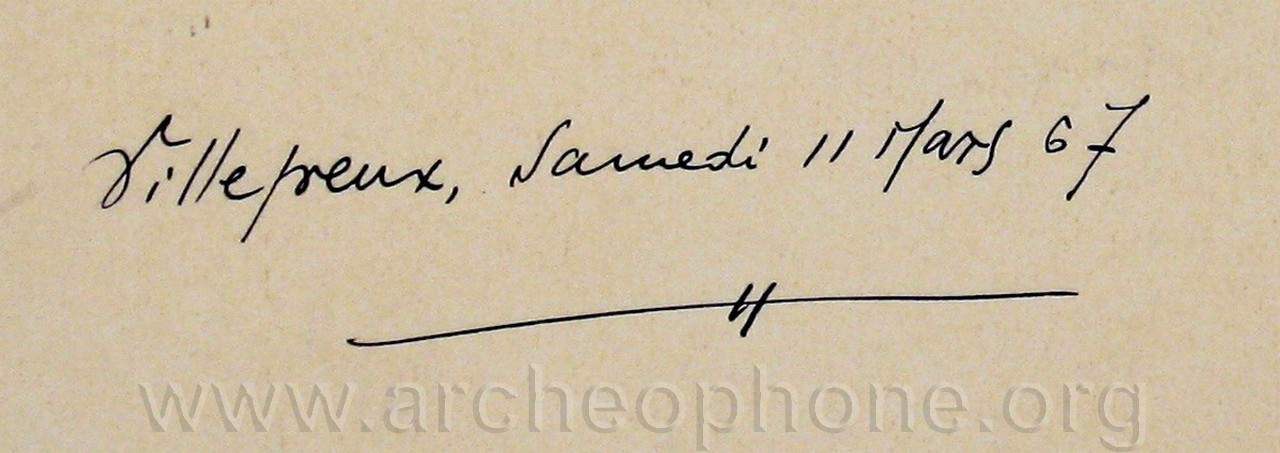 Villepreux, Samedi 11 Mars 67
www.archeophone.org